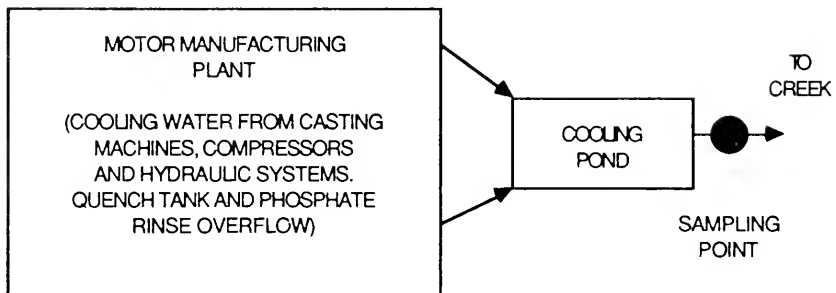 MOTOR MANUFACTURING
PLANT
(COOLING WATER FROM CASTING
MACHINES, COMPRESSORS
AND HYDRAULIC SYSTEMS.
QUENCH TANK AND PHOSPHATE
RINSE OVERFLOW)
COOLING
POND
TO
CREEK
SAMPLING
POINT